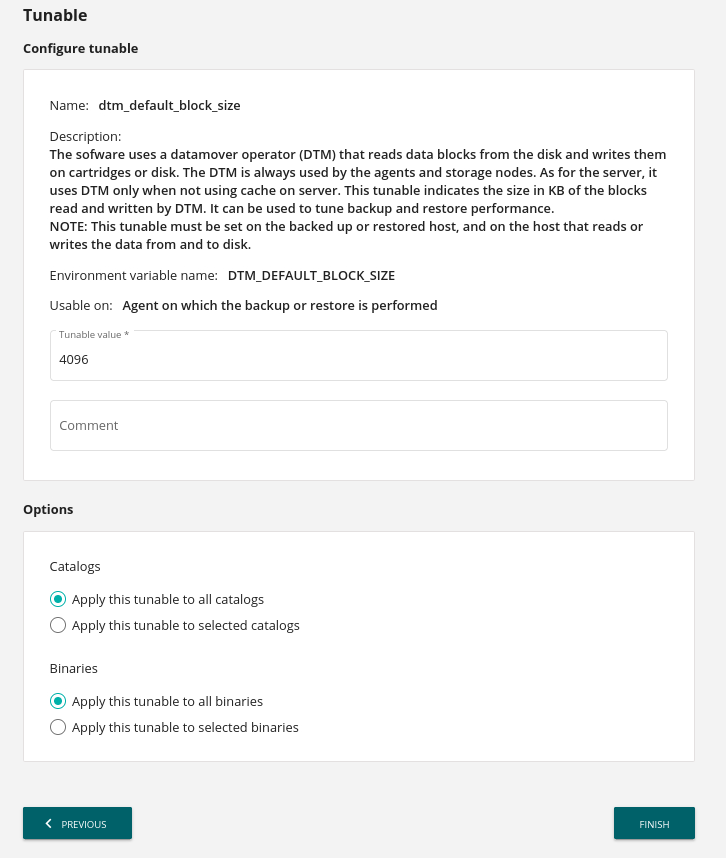 Tunable
Configure tunable
Name: dtm_default_block_size
Description:
The sofware uses a datamover operator (DTM) that reads data blocks from the disk and writes them
on cartridges or disk. The DTM is always used by the agents and storage nodes. As for the server, it
uses DTM only when not using cache on server. This tunable indicates the size in KB of the blocks
read and written by DTM. It can be used to tune backup and restore performance.
NOTE: This tunable must be set on the backed up or restored host, and on the host that reads or
writes the data from and to disk.
Environment variable name: DTM_DEFAULT_BLOCK_SIZE
Usable on: Agent on which the backup or restore is performed
Tunable value *
4096
Comment
Options
Catalogs
Apply this tunable to all catalogs
Apply this tunable to selected catalogs
Binaries
Apply this tunable to all binaries
Apply this tunable to selected binaries
PREVIOUS
FINISH